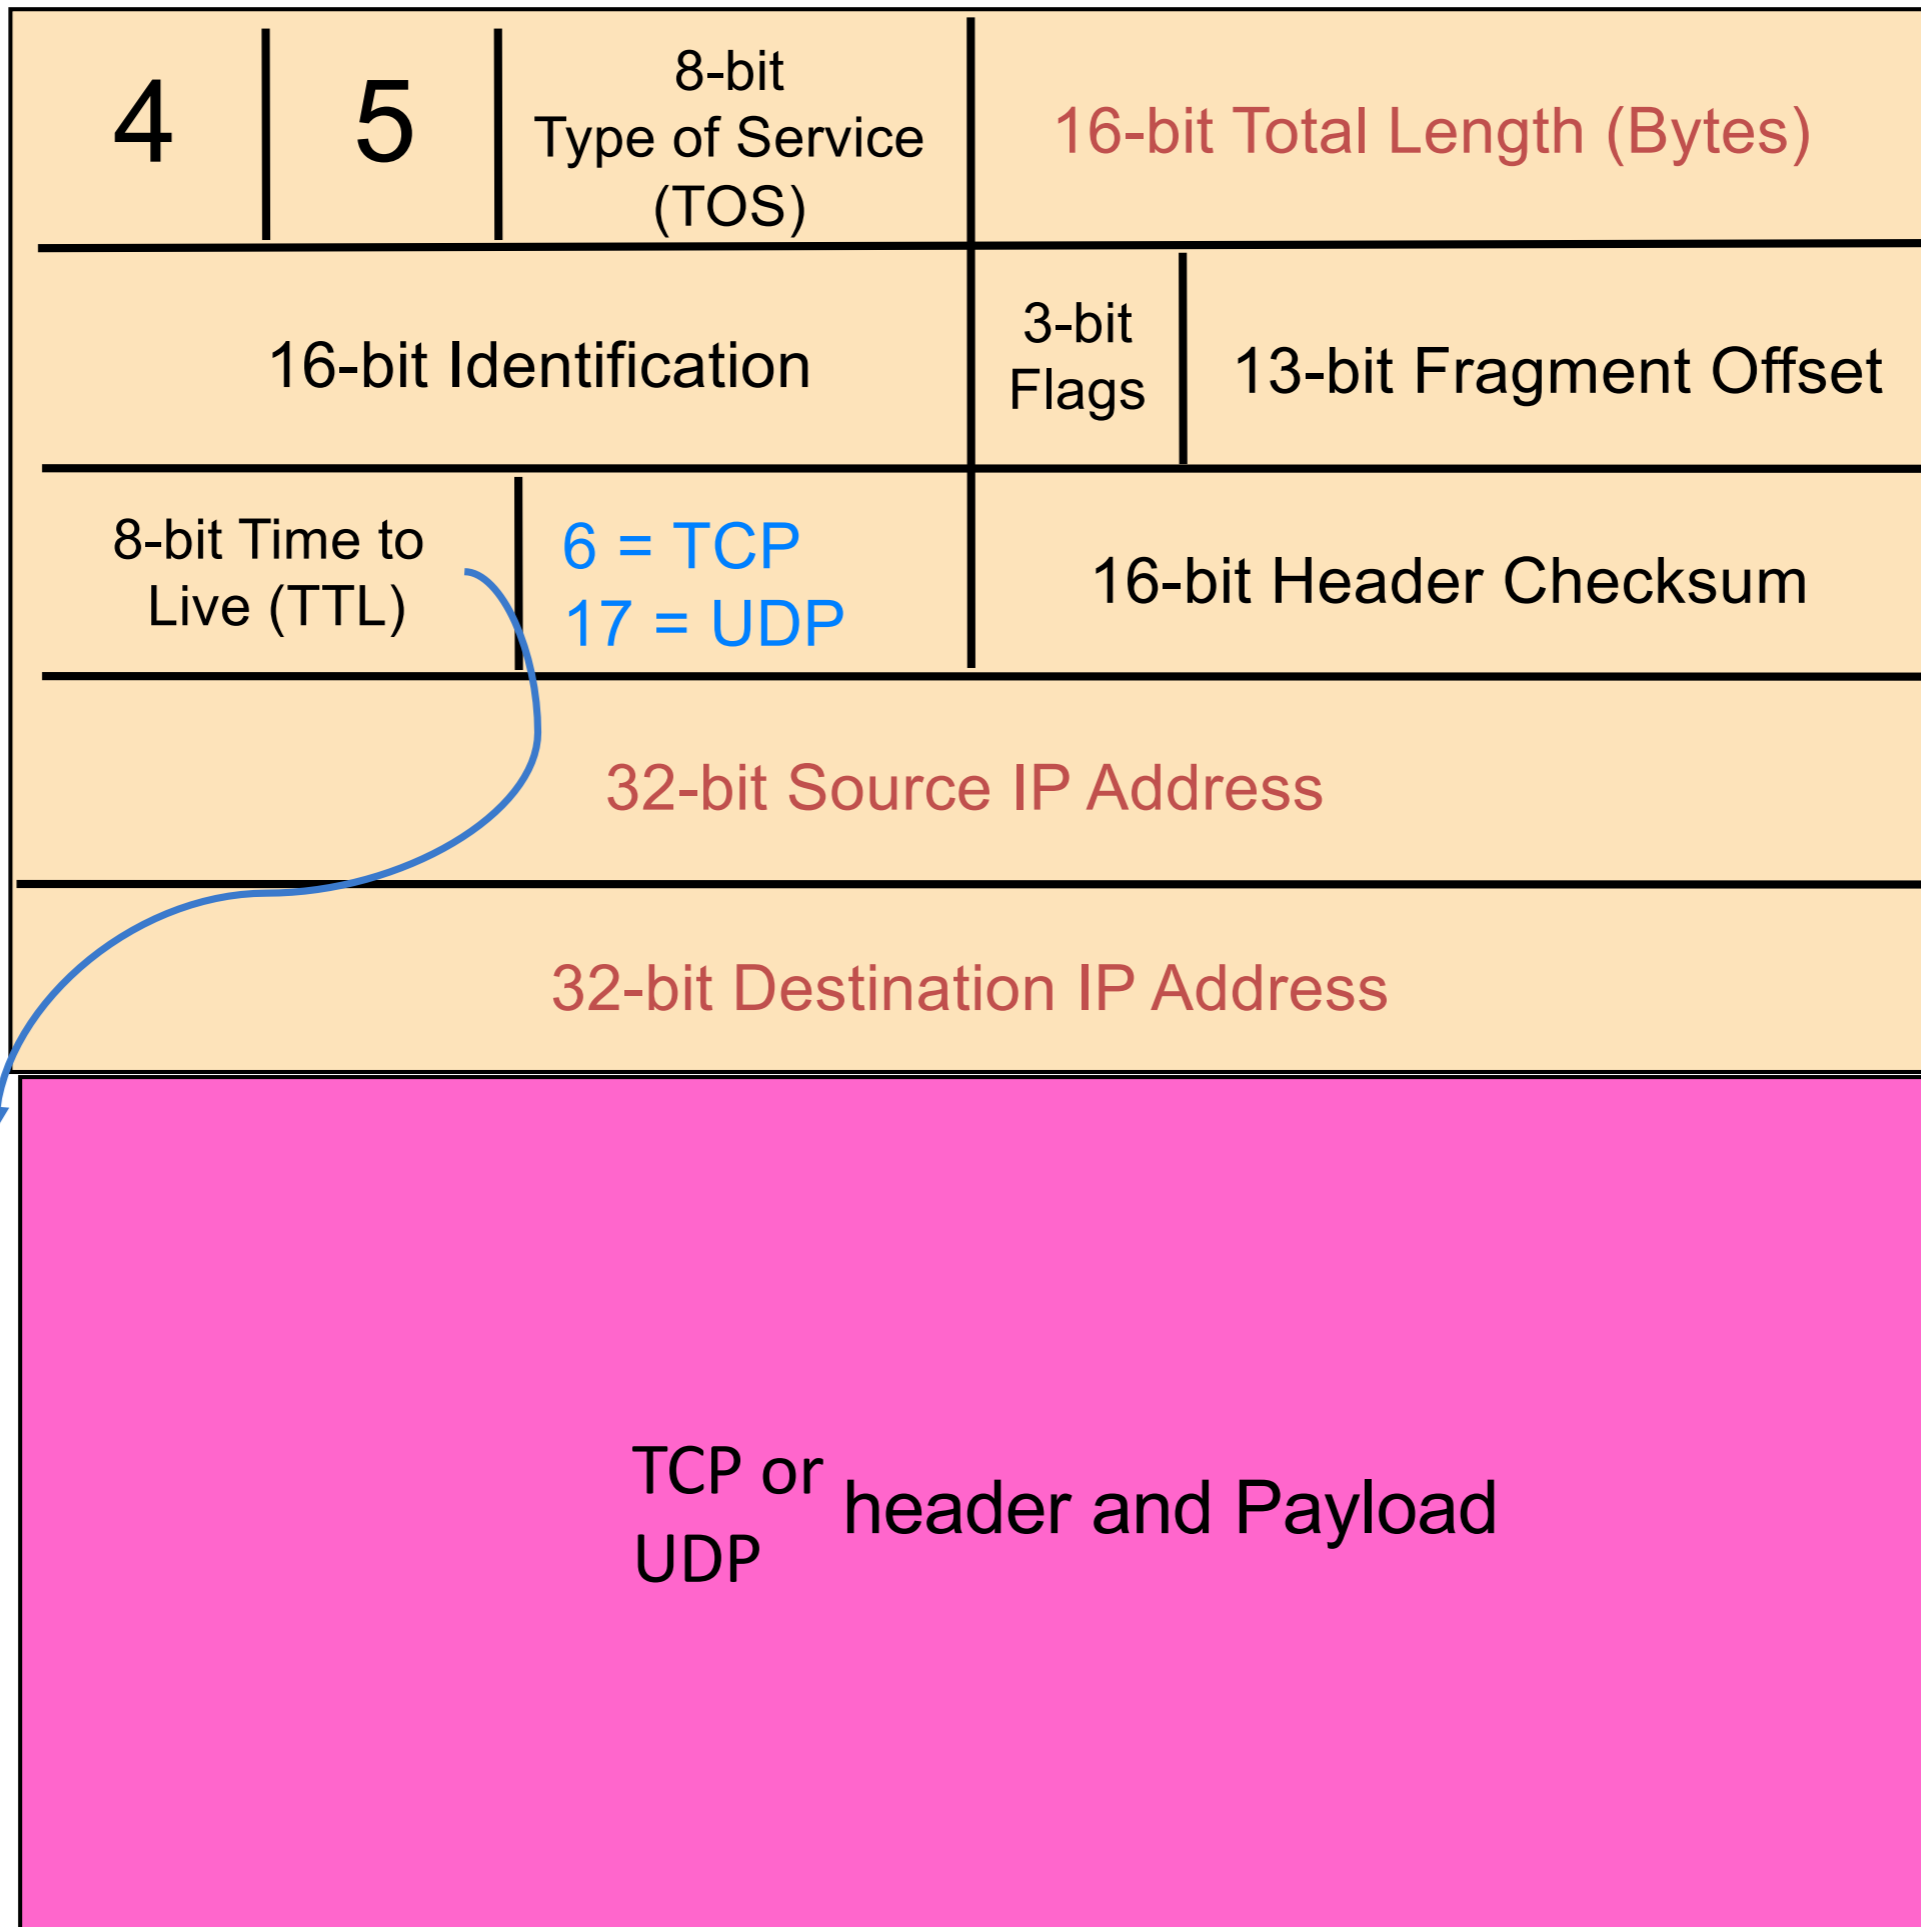 4
5
8-bit
Type of Service
(TOS)
16-bit Total Length (Bytes)
16-bit Identification
3-bit
Flags
13-bit Fragment Offset
8-bit Time to
Live (TTL)
6 = TCP
17 = UDP
16-bit Header Checksum
32-bit Source IP Address
32-bit Destination IP Address
TCP or
UDP
header and Payload